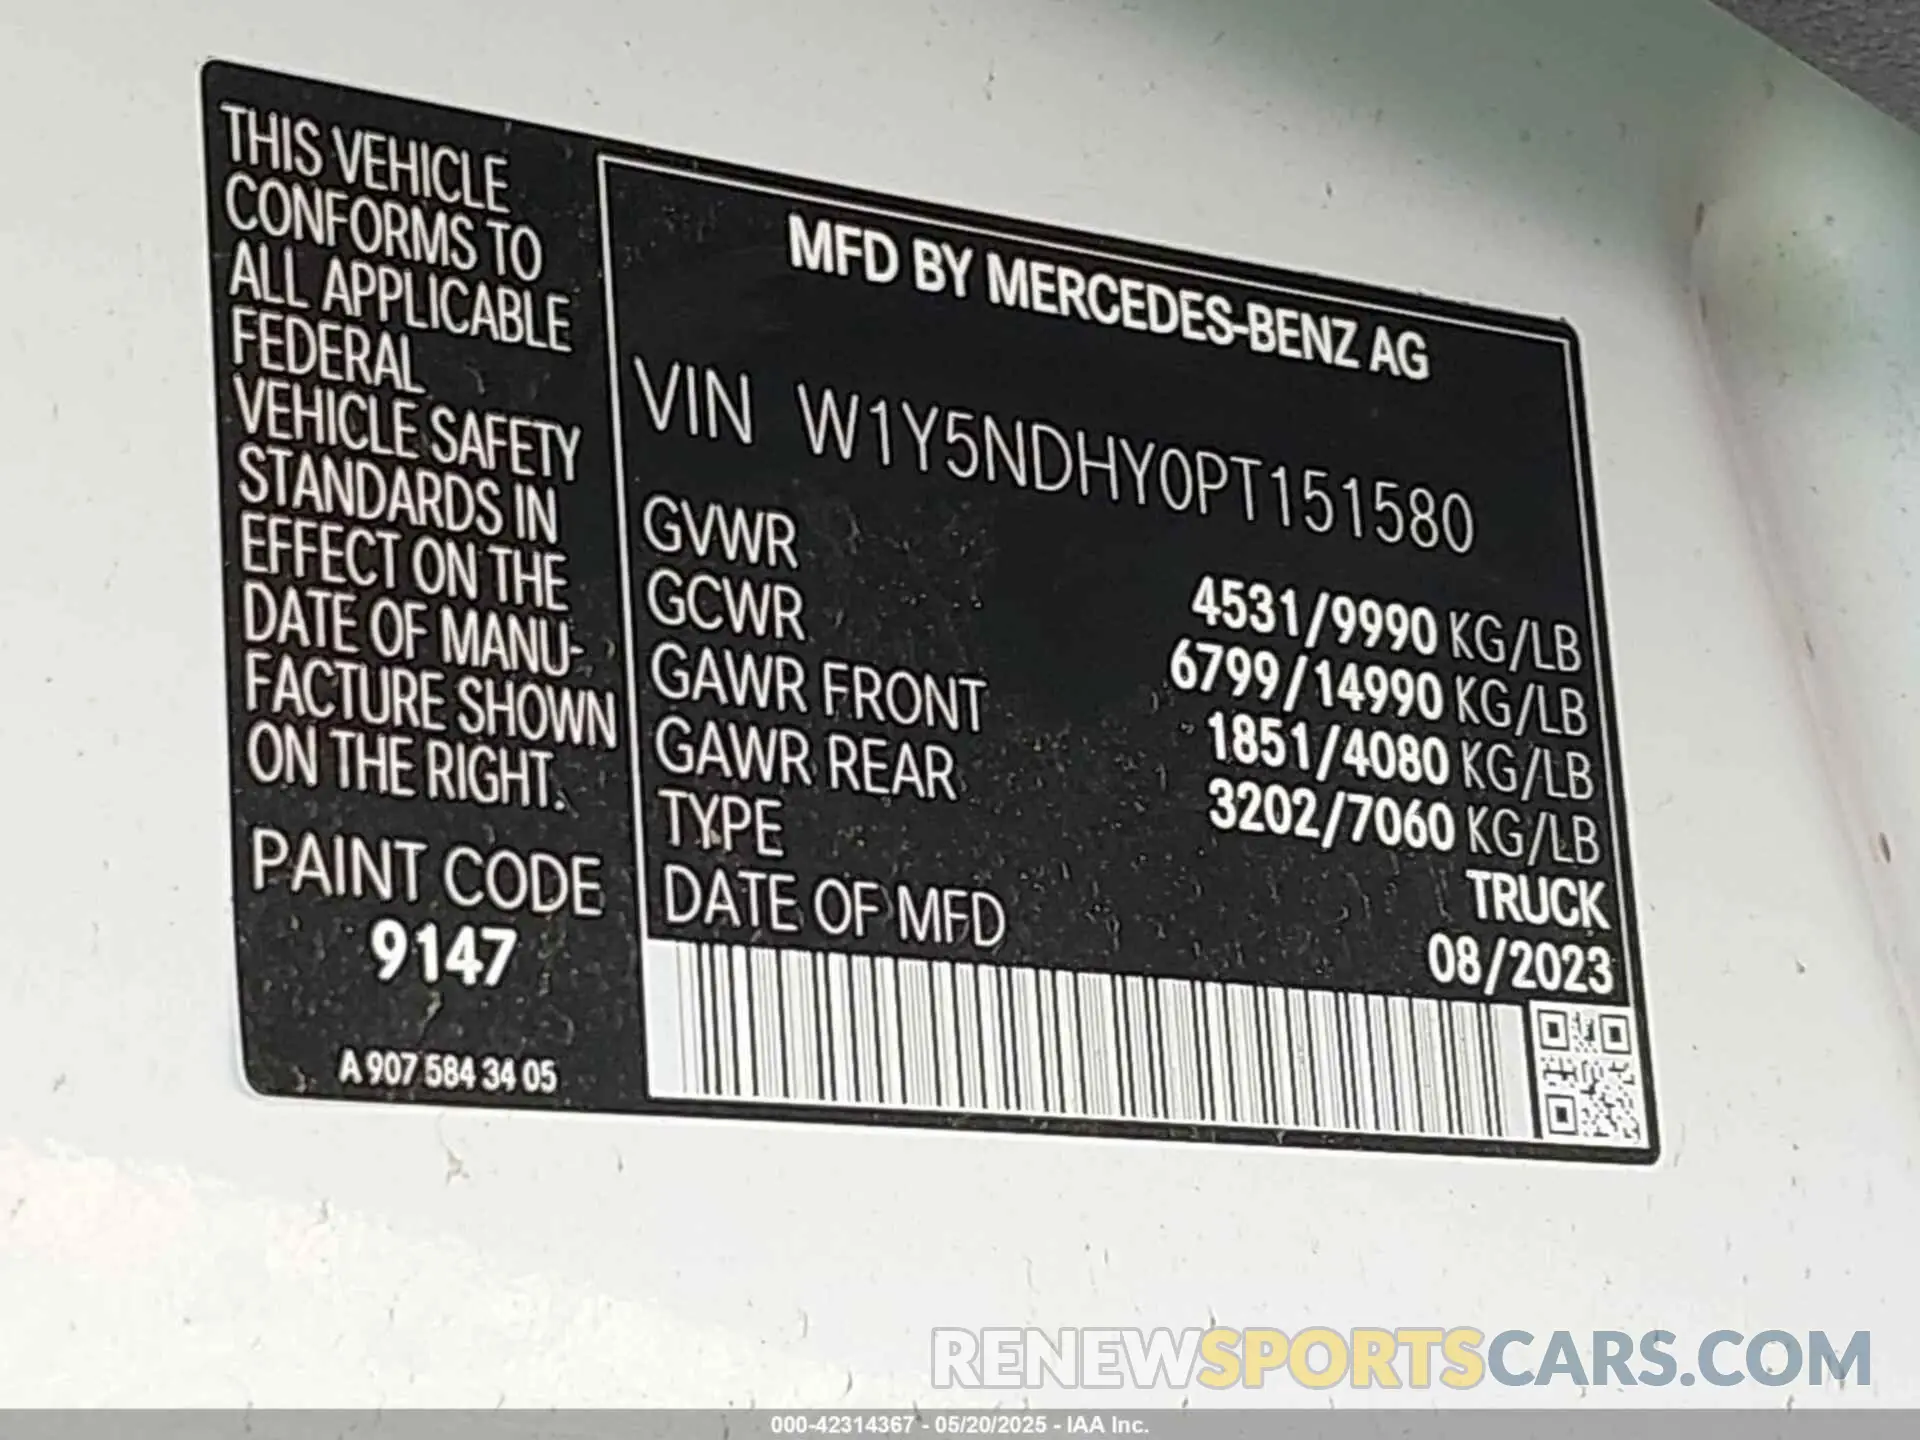 THIS VEHICLE
CONFORMS TO
ALL APPLICABLE
FEDERAL
VEHICLE SAFETY
STANDARDS IN
EFFECT ON THE
DATE OF MANU-
FACTURE SHOWN
ON THE RIGHT.
PAINT CODE
9147
A 907 584 34 05
MFD BY MERCEDES-BENZ AG
VIN W1Y5NDHY0PT151580
GVWR 4531/9990 KG/LB
GCWR 6799/14990 KG/LB
GAWR FRONT 1851/4080 KG/LB
GAWR REAR 3202/7060 KG/LB
TYPE TRUCK
DATE OF MFD 08/2023
RENEWSPORTSCARS.COM
000-42314367 - 05/20/2025 - IAA Inc.